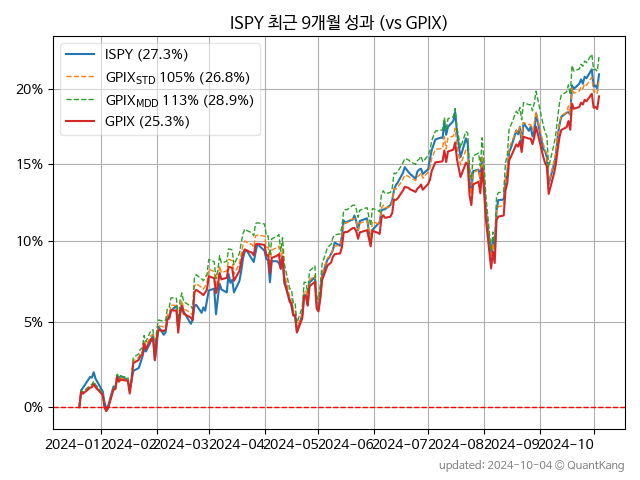 ISPY 최근 9개월 성과 (vs GPIX)
ISPY (27.3%)
GPIXSTD 105% (26.8%)
GPIXMDD 113% (28.9%)
GPIX (25.3%)
20%
15%
10%
5%
0%
2024-01 2024-02 2024-03 2024-04 2024-05 2024-06 2024-07 2024-08 2024-09 2024-10
updated: 2024-10-04 © QuantKang